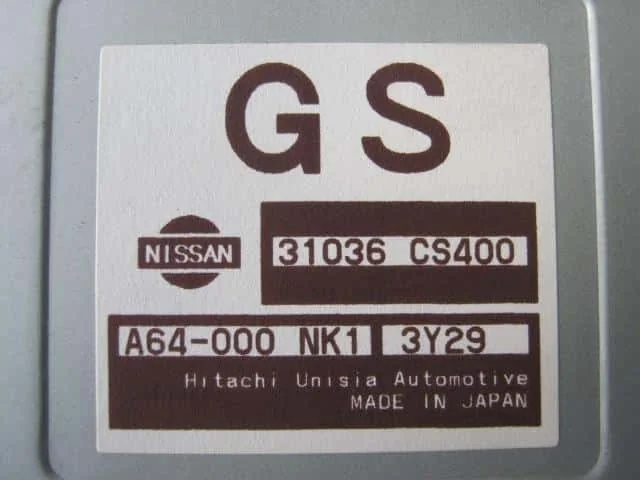 GS
NISSAN
31036 CS400
A64-000 NK1 3Y29
Hitachi Unisia Automotive
MADE IN JAPAN